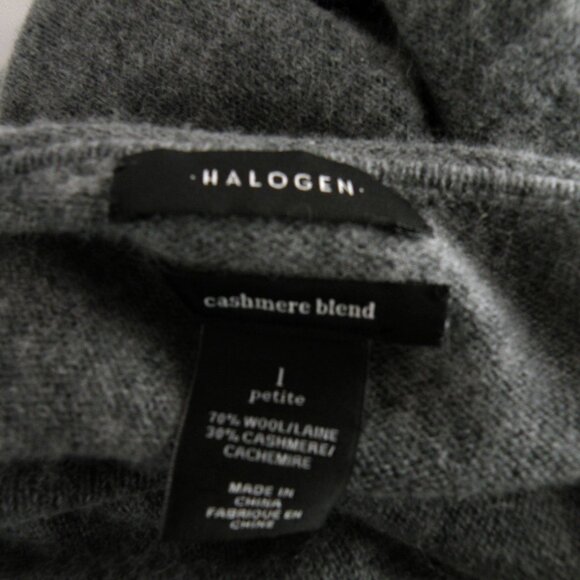 ·HALOGEN·
cashmere blend
l
petite
70% WOOL/LAINE
30% CASHMERE/
CACHEMIRE
MADE IN
CHINA
FABRIQUÉ EN
CHINE